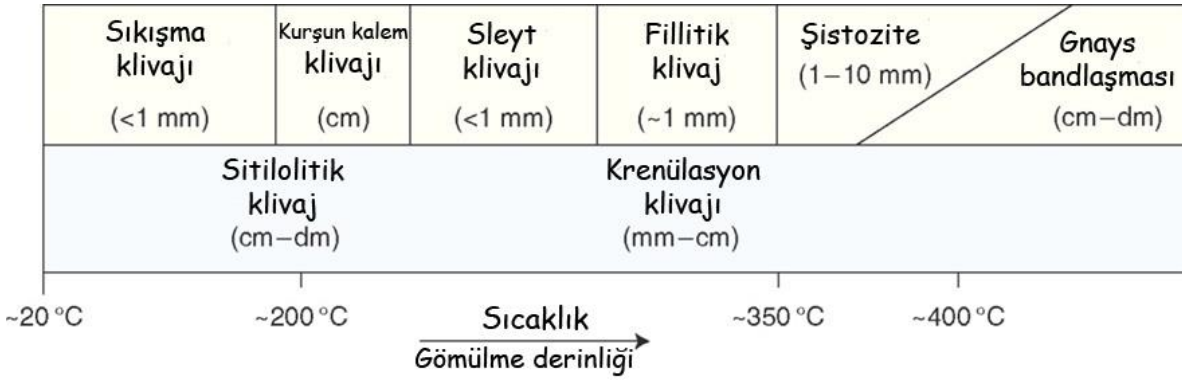 Sıkışma
klivajı
(<1 mm)
Kurşun kalem
klivajı
(cm)
Sleyt
klivajı
(<1 mm)
Fillitik
klivaj
(~1 mm)
Şistozite
(1–10 mm)
Gnays
bandlaşması
(cm–dm)
Sitilolitik
klivaj
(cm–dm)
Krenülasyon
klivajı
(mm–cm)
~20 °C
~200 °C
Sıcaklık
Gömülme derinliği
~350 °C
~400 °C